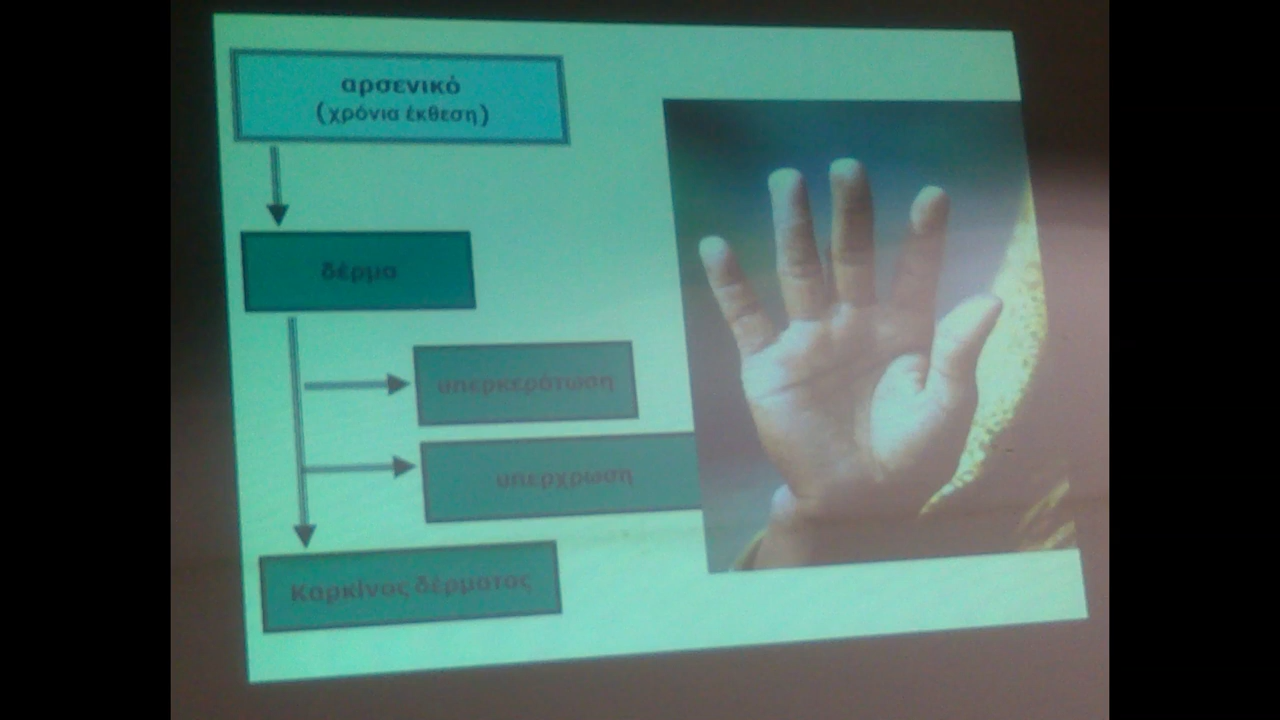 αρσενικό
(χρόνια έκθεση)
δέρμα
υπερκεράτωση
υπερχρωση
Καρκίνος δέρματος